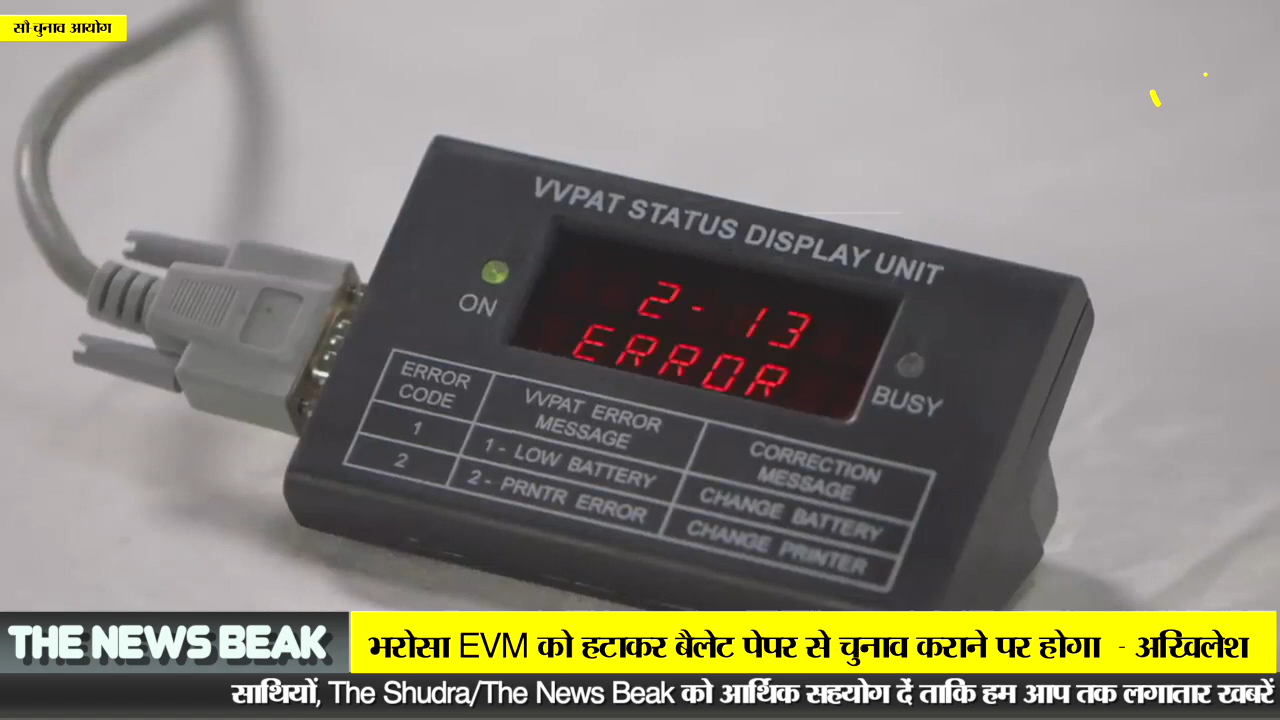 सौ-चुनाव आयोग
VVPAT STATUS DISPLAY UNIT
ON
2 - 13
ERROR
BUSY
ERROR CODE VVPAT ERROR MESSAGE CORRECTION MESSAGE
1 1 - LOW BATTERY CHANGE BATTERY
2 2 - PRNTR ERROR CHANGE PRINTER
THE NEWS BEAK
भरोसा EVM को हटाकर बैलेट पेपर से चुनाव कराने पर होगा - अखिलेश
साथियों, The Shudra/The News Beak को आर्थिक सहयोग दें ताकि हम आप तक लगातार खबरें